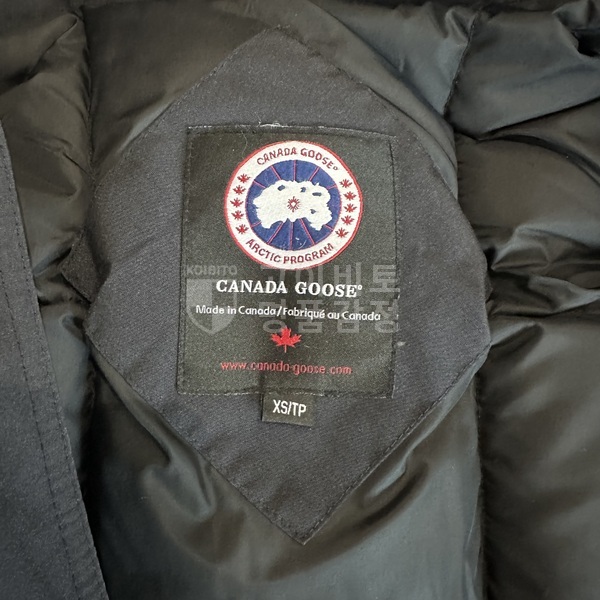 CANADA GOOSE®
ARCTIC PROGRAM
KOIBITO
코이비토
명품감정
CANADA GOOSE®
Made in Canada/Fabriqué au Canada
www.canada-goose.com
XS/TP